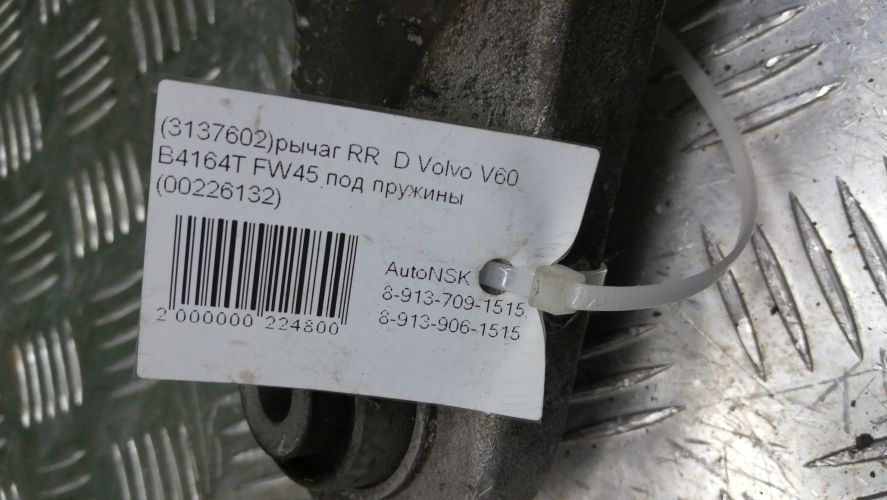 (3137602)рычаг RR D Volvo V60
B4164T FW45,под пружины
(00226132)
2 000000 224800
AutoNSK
8-913-709-1515,
8-913-906-1515